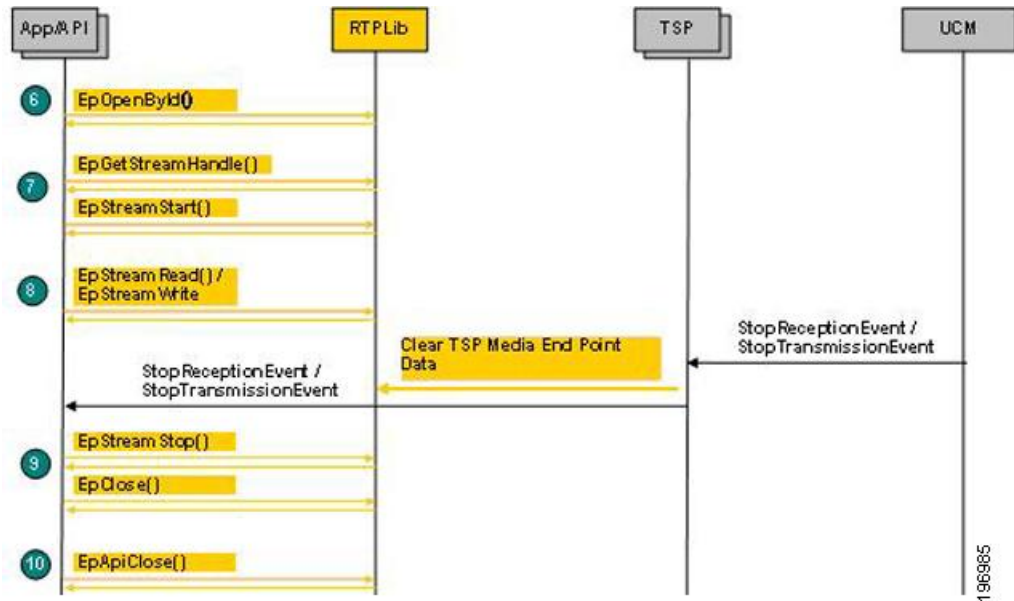 App/API
RTPLib
TSP
UCM
6
EpOpenById()
7
EpGetStreamHandle()
EpStreamStart()
8
EpStreamRead() /
EpStreamWrite
StopReceptionEvent /
StopTransmissionEvent
Clear TSP Media End Point
Data
StopReceptionEvent /
StopTransmissionEvent
9
EpStreamStop()
EpClose()
10
EpApiClose()
196985